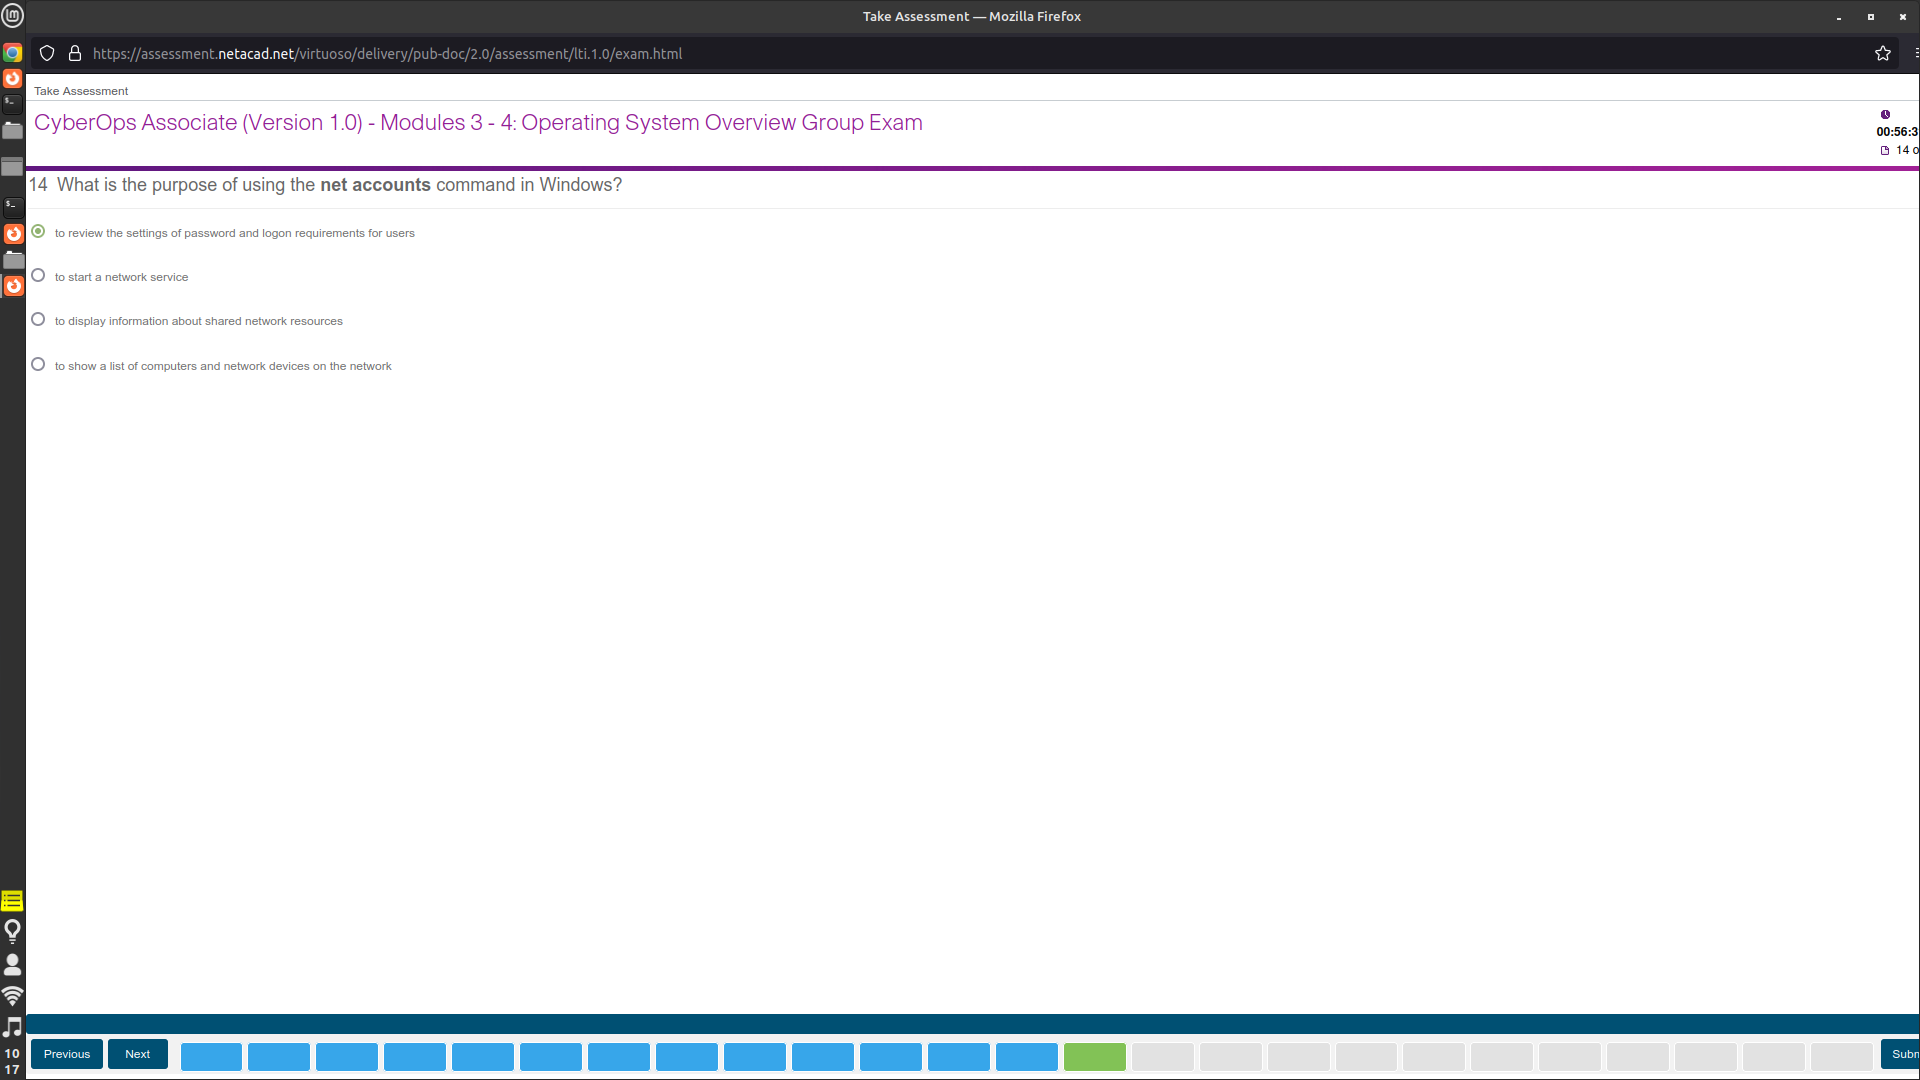 Take Assessment — Mozilla Firefox
https://assessment.netacad.net/virtuoso/delivery/pub-doc/2.0/assessment/lti.1.0/exam.html
Take Assessment
CyberOps Associate (Version 1.0) - Modules 3 - 4: Operating System Overview Group Exam
00:56:3
14 o
14 What is the purpose of using the net accounts command in Windows?
to review the settings of password and logon requirements for users
to start a network service
to display information about shared network resources
to show a list of computers and network devices on the network
Previous
Next
Subm
10
17